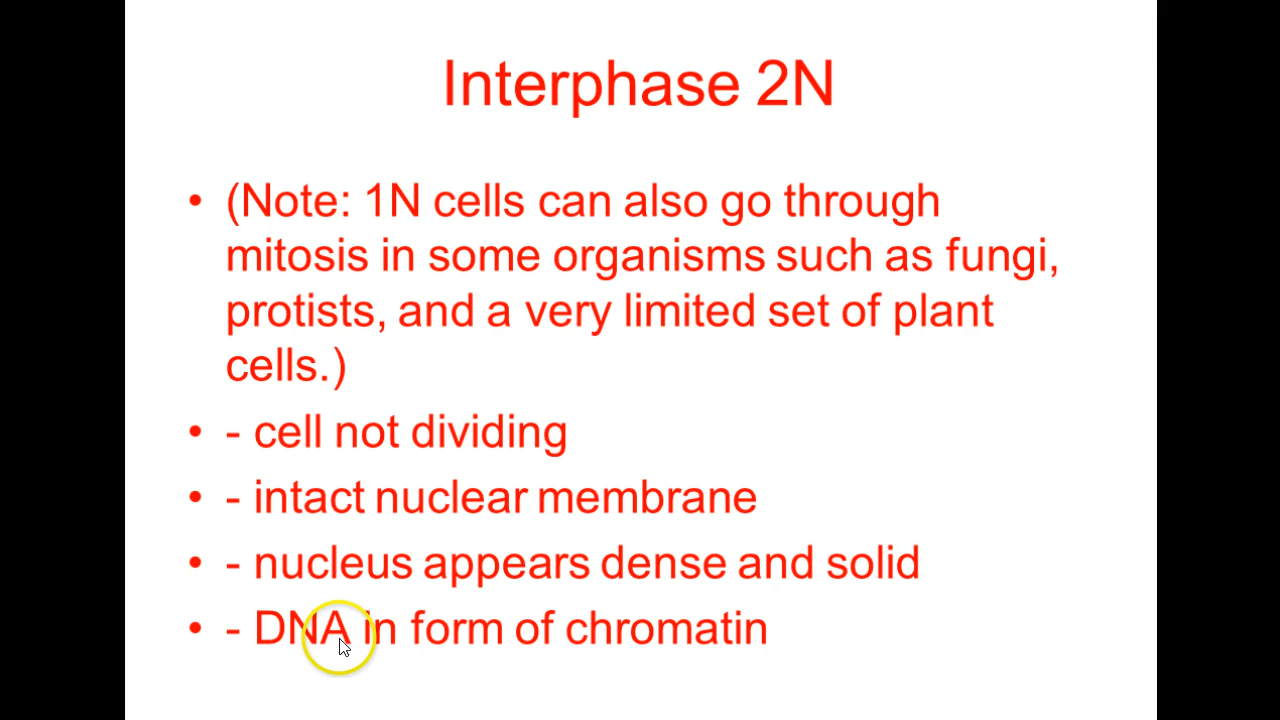 Interphase 2N
• (Note: 1N cells can also go through
mitosis in some organisms such as fungi,
protists, and a very limited set of plant
cells.)
• - cell not dividing
• - intact nuclear membrane
• - nucleus appears dense and solid
• - DNA in form of chromatin